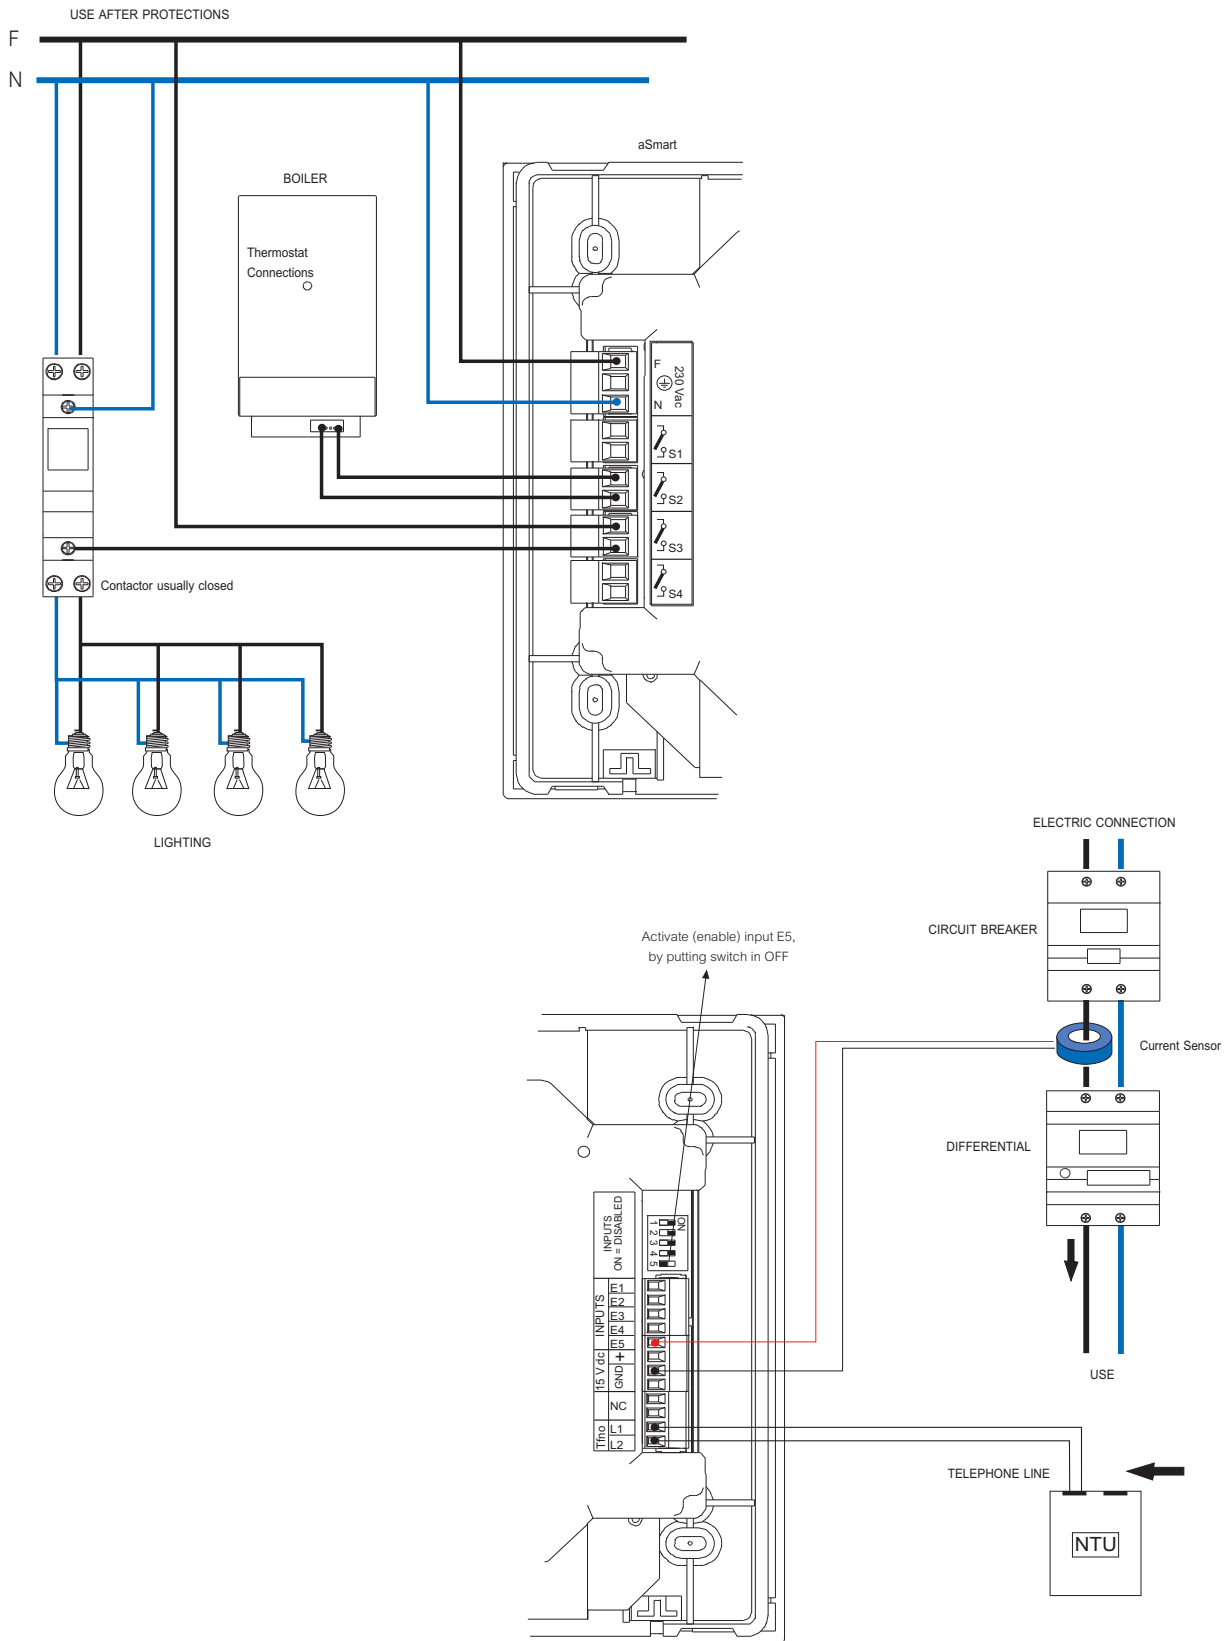 USE AFTER PROTECTIONS
F
N
aSmart
BOILER
Thermostat
Connections
F
230 Vac
N
S1
S2
S3
S4
Contactor usually closed
LIGHTING
ELECTRIC CONNECTION
CIRCUIT BREAKER
Activate (enable) input E5,
by putting switch in OFF
Current Sensor
DIFFERENTIAL
INPUTS
ON = DISABLED
ON
1 2 3 4 5
INPUTS
E1
E2
E3
E4
E5
15 V dc
+
GND
NC
Tfno
L1
L2
USE
TELEPHONE LINE
NTU